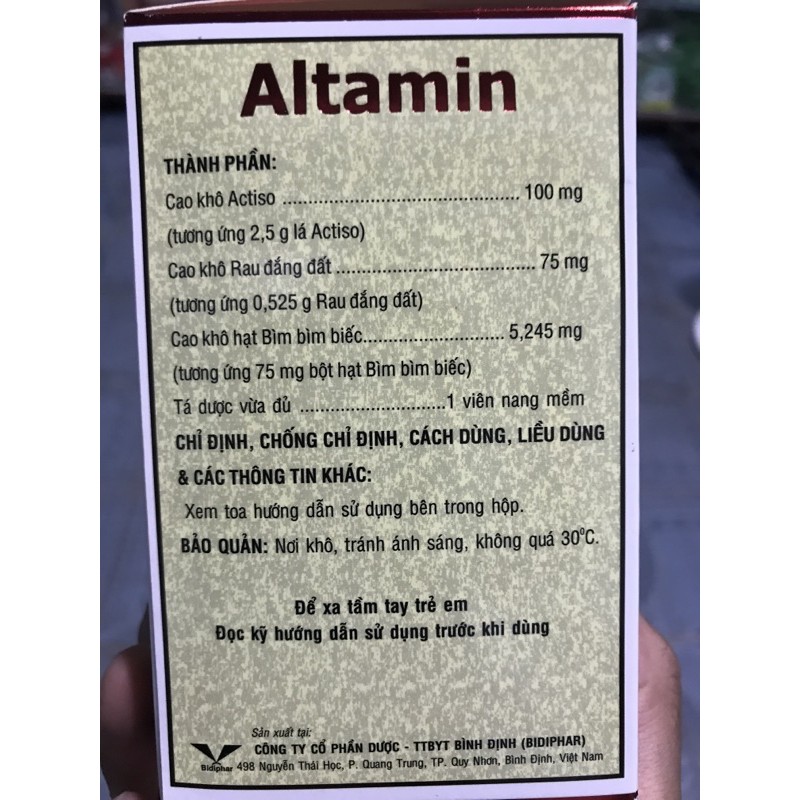 Altamin
THÀNH PHẦN:
Cao khô Actiso ........................................ 100 mg
(tương ứng 2,5 g lá Actiso)
Cao khô Rau đắng đất .................................. 75 mg
(tương ứng 0,525 g Rau đắng đất)
Cao khô hạt Bìm bìm biếc............................ 5,245 mg
(tương ứng 75 mg bột hạt Bìm bìm biếc)
Tá dược vừa đủ ..........................1 viên nang mềm
CHỈ ĐỊNH, CHỐNG CHỈ ĐỊNH, CÁCH DÙNG, LIỀU DÙNG
& CÁC THÔNG TIN KHÁC:
Xem toa hướng dẫn sử dụng bên trong hộp.
BẢO QUẢN: Nơi khô, tránh ánh sáng, không quá 30⁰C.
Để xa tầm tay trẻ em
Đọc kỹ hướng dẫn sử dụng trước khi dùng
Sản xuất tại:
CÔNG TY CỔ PHẦN DƯỢC - TTBYT BÌNH ĐỊNH (BIDIPHAR)
Bidiphar 498 Nguyễn Thái Học, P. Quang Trung, TP. Quy Nhơn, Bình Định, Việt Nam